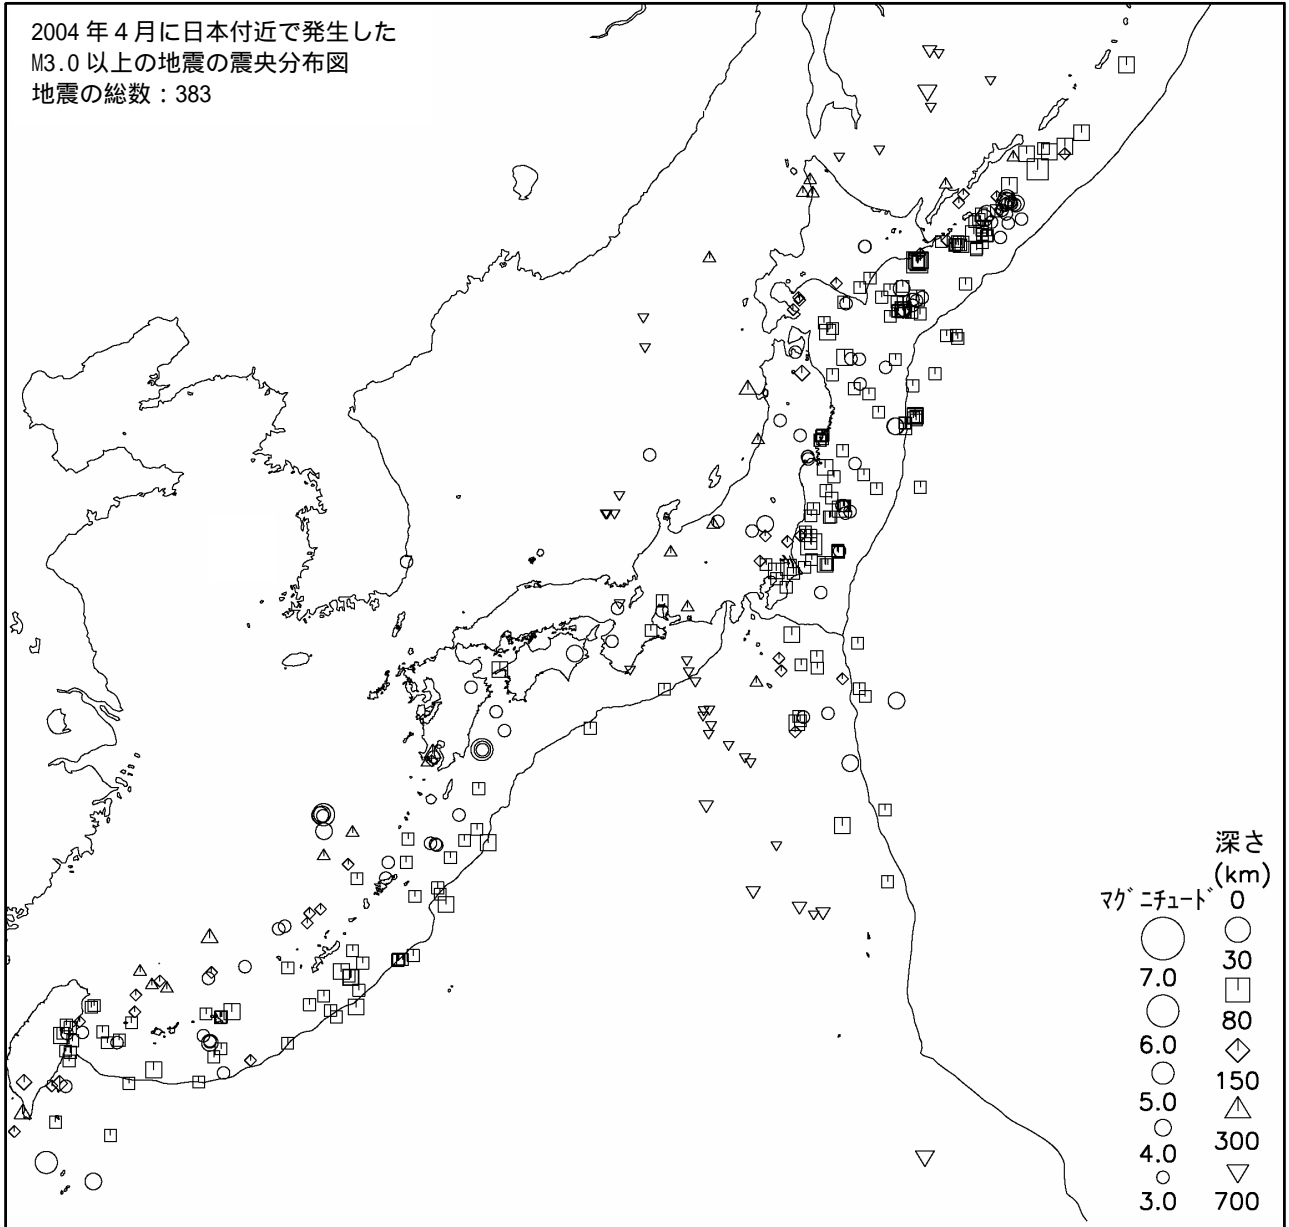 2004年4月に日本付近で発生した
M3.0以上の地震の震央分布図
地震の総数：383
深さ
(km)
マグニチュード
0
30
7.0
80
6.0
150
5.0
300
4.0
700
3.0